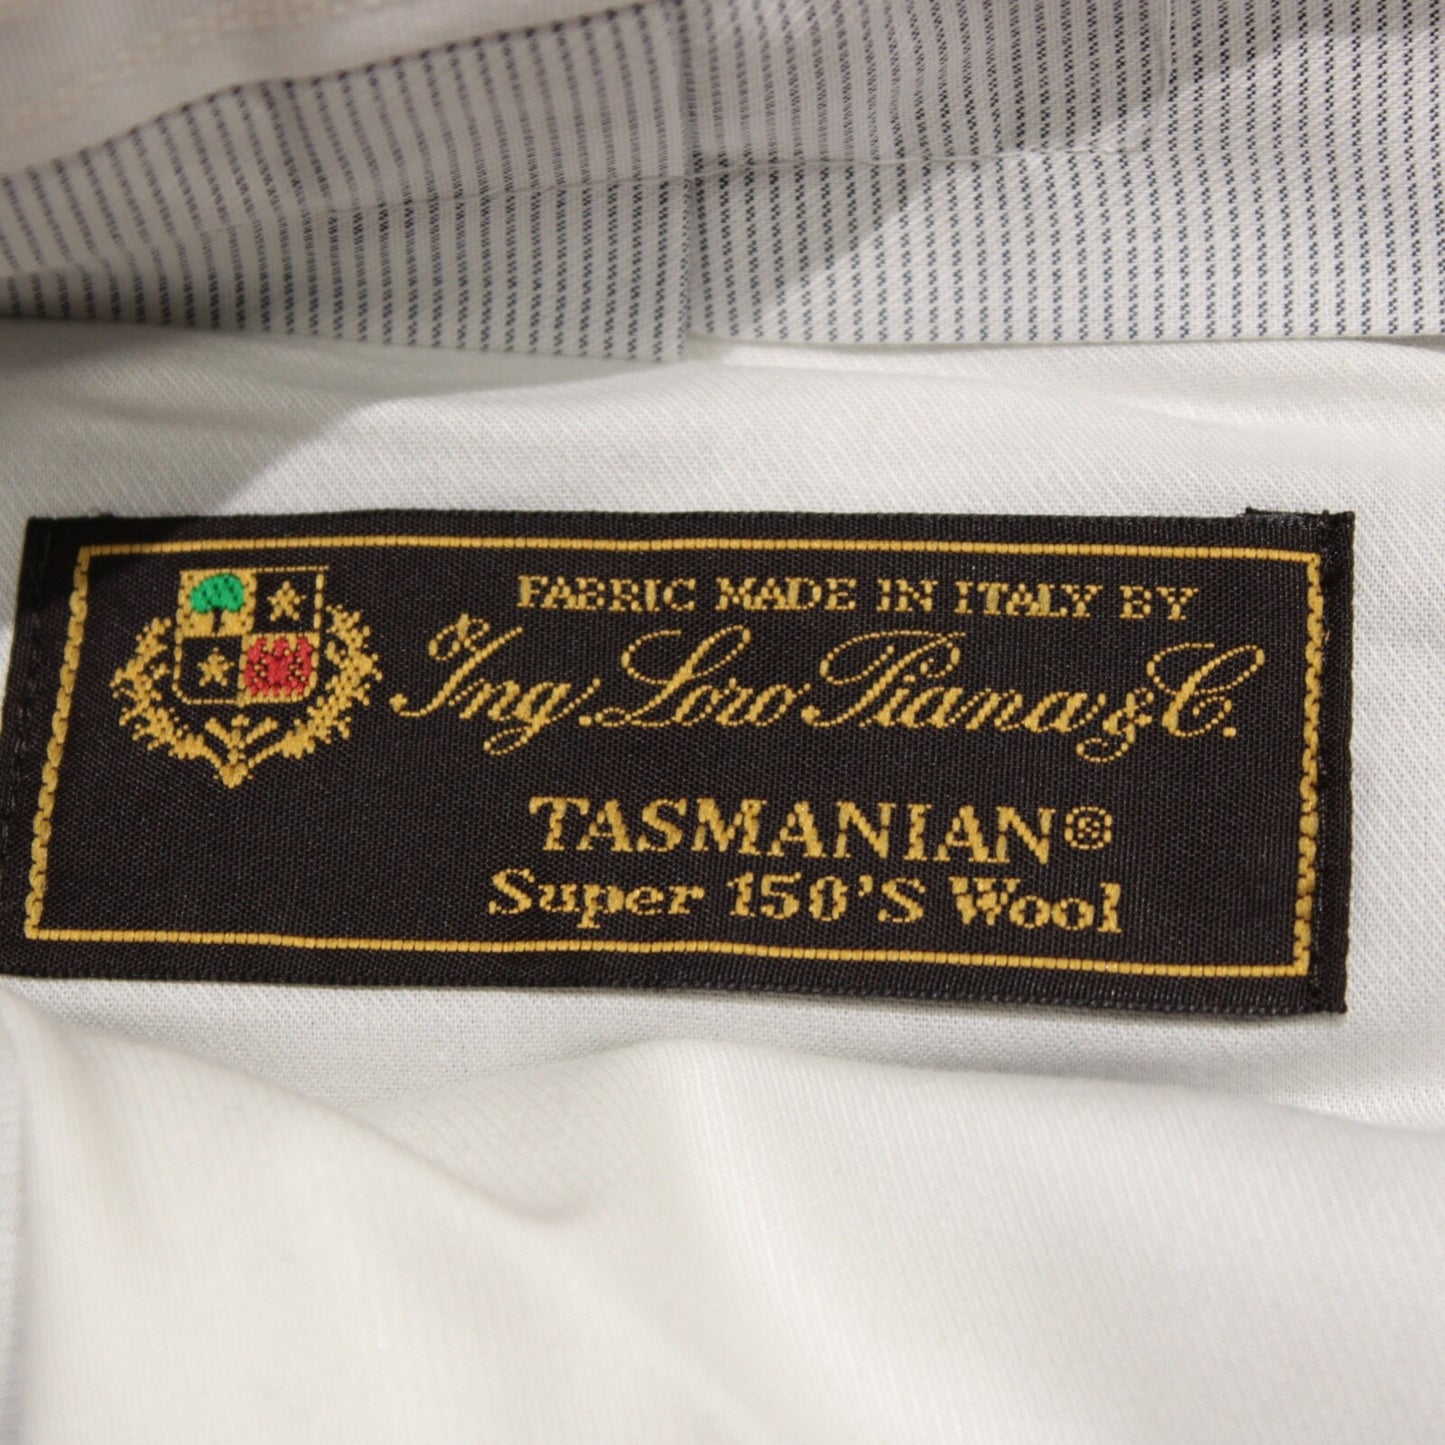 FABRIC MADE IN ITALY BY
Ing. Loro Piana & C.
TASMANIAN®
Super 150'S Wool